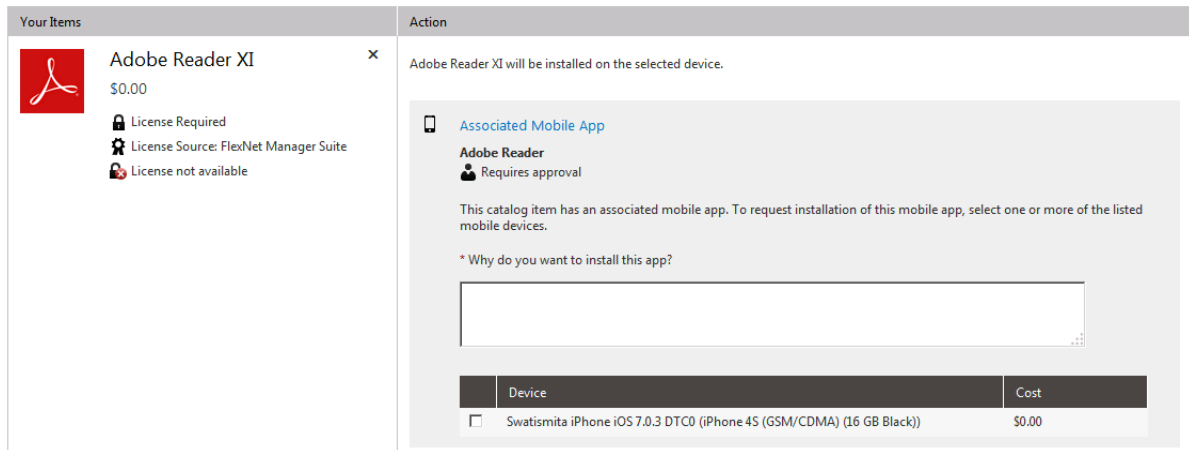 Your Items
Action
Adobe Reader XI
$0.00
License Required
License Source: FlexNet Manager Suite
License not available
Adobe Reader XI will be installed on the selected device.
Associated Mobile App
Adobe Reader
Requires approval
This catalog item has an associated mobile app. To request installation of this mobile app, select one or more of the listed
mobile devices.
* Why do you want to install this app?
Device Cost
Swatismita iPhone iOS 7.0.3 DTC0 (iPhone 4S (GSM/CDMA) (16 GB Black)) $0.00